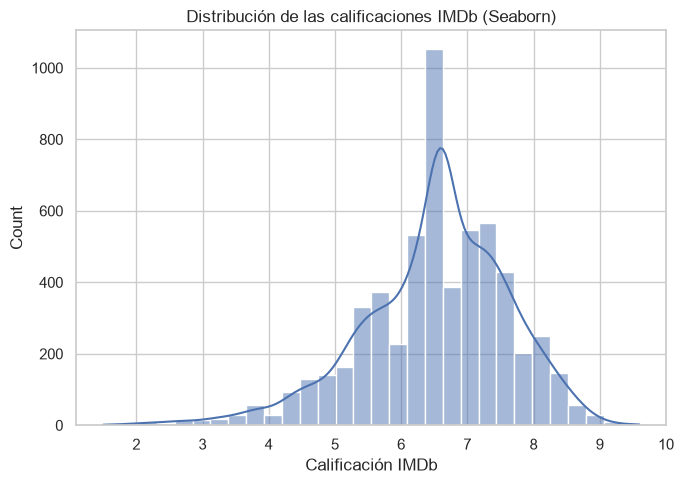 Distribución de las calificaciones IMDb (Seaborn)
Count
1000
800
600
400
200
0
2 3 4 5 6 7 8 9 10
Calificación IMDb